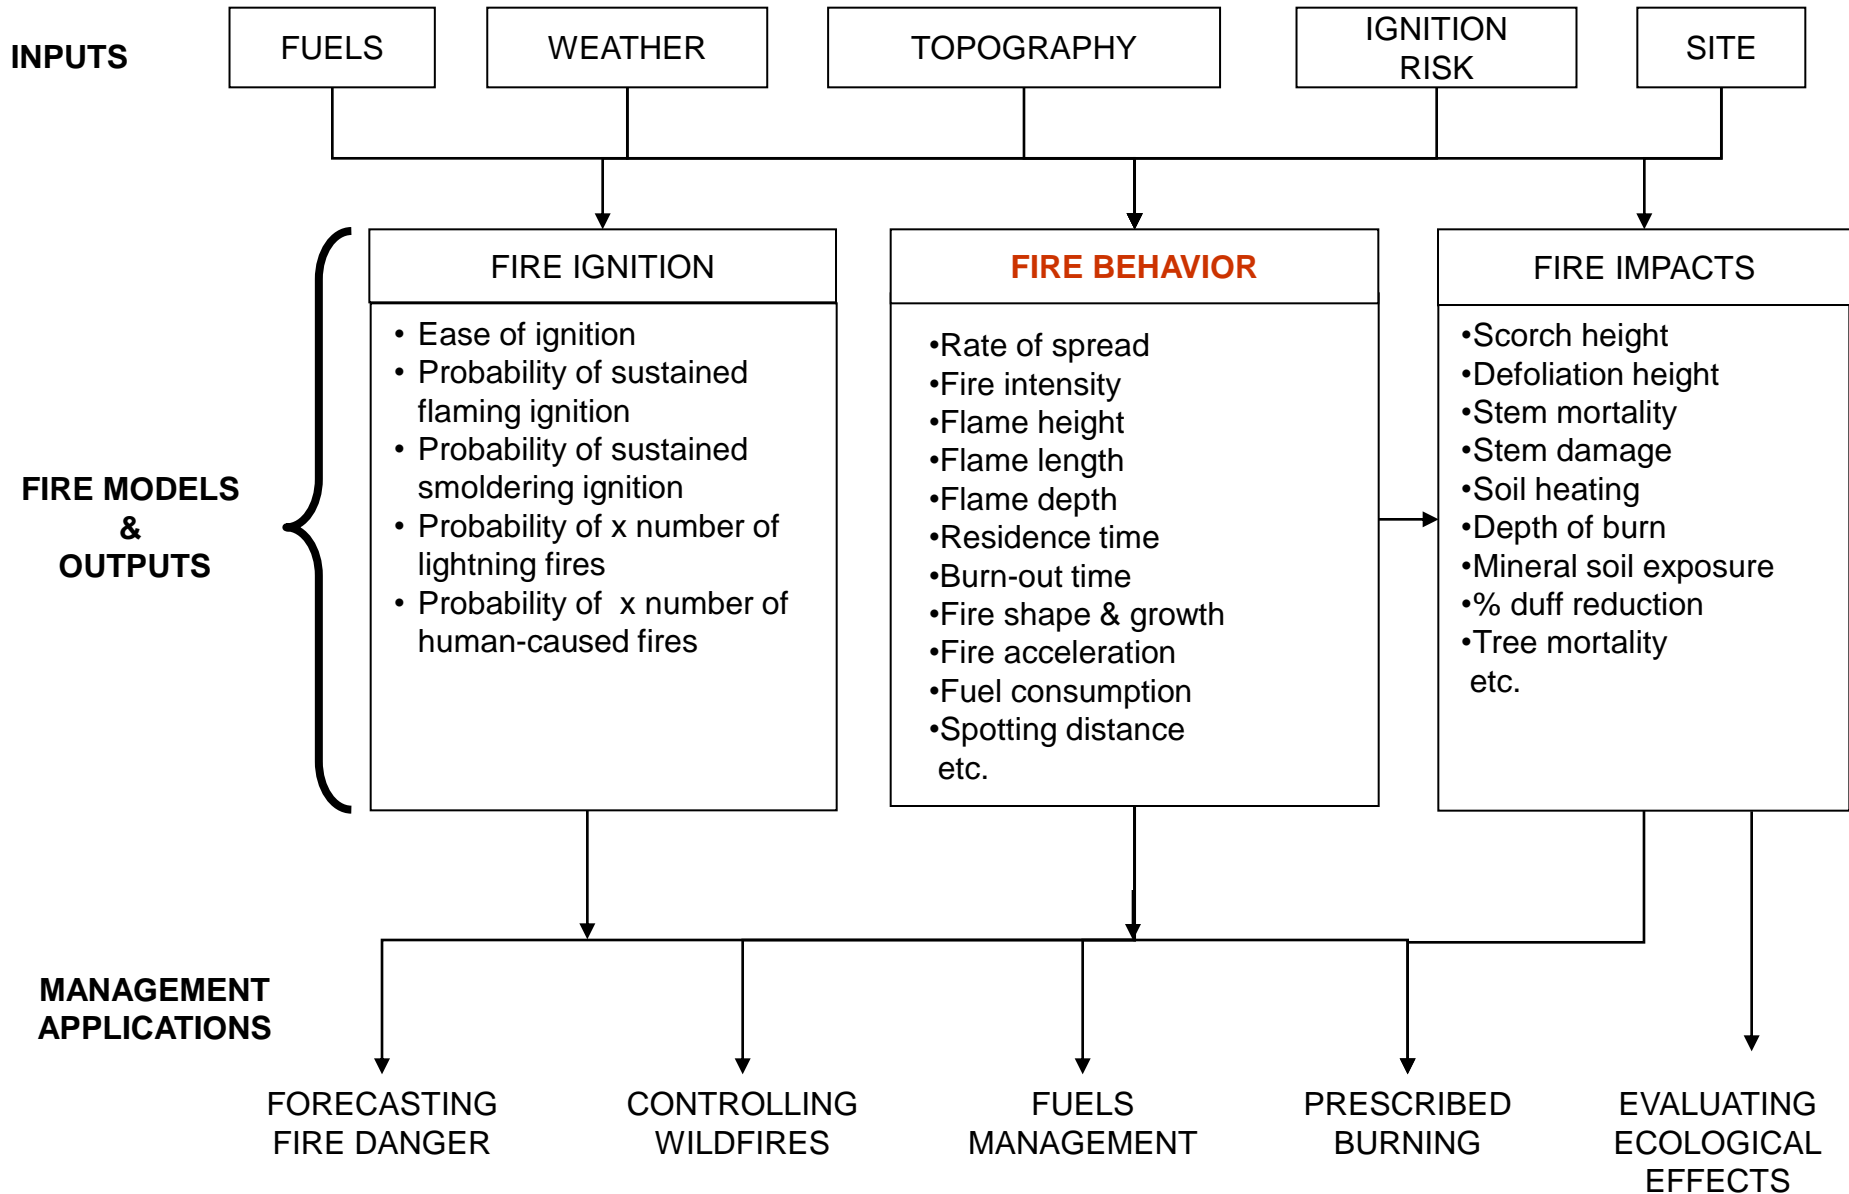 INPUTS
FUELS
WEATHER
TOPOGRAPHY
IGNITION
RISK
SITE
FIRE MODELS
&
OUTPUTS
FIRE IGNITION
• Ease of ignition
• Probability of sustained
flaming ignition
• Probability of sustained
smoldering ignition
• Probability of x number of
lightning fires
• Probability of  x number of
human-caused fires
FIRE BEHAVIOR
•Rate of spread
•Fire intensity
•Flame height
•Flame length
•Flame depth
•Residence time
•Burn-out time
•Fire shape & growth
•Fire acceleration
•Fuel consumption
•Spotting distance
etc.
FIRE IMPACTS
•Scorch height
•Defoliation height
•Stem mortality
•Stem damage
•Soil heating
•Depth of burn
•Mineral soil exposure
•% duff reduction
•Tree mortality
etc.
MANAGEMENT
APPLICATIONS
FORECASTING
FIRE DANGER
CONTROLLING
WILDFIRES
FUELS
MANAGEMENT
PRESCRIBED
BURNING
EVALUATING
ECOLOGICAL
EFFECTS